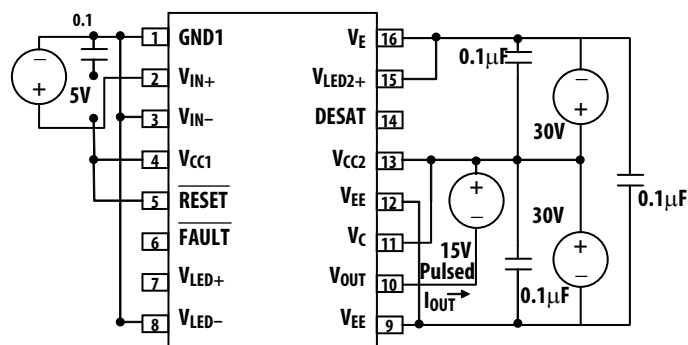 0.1
5V
1 GND1
2 VIN+
3 VIN-
4 VCC1
5 RESET
6 FAULT
7 VLED+
8 VLED-
VE 16
VLED2+ 15
DESAT 14
VCC2 13
VEE 12
VC 11
VOUT 10
VEE 9
0.1µF
30V
15V
Pulsed
IOUT
30V
0.1µF
0.1µF